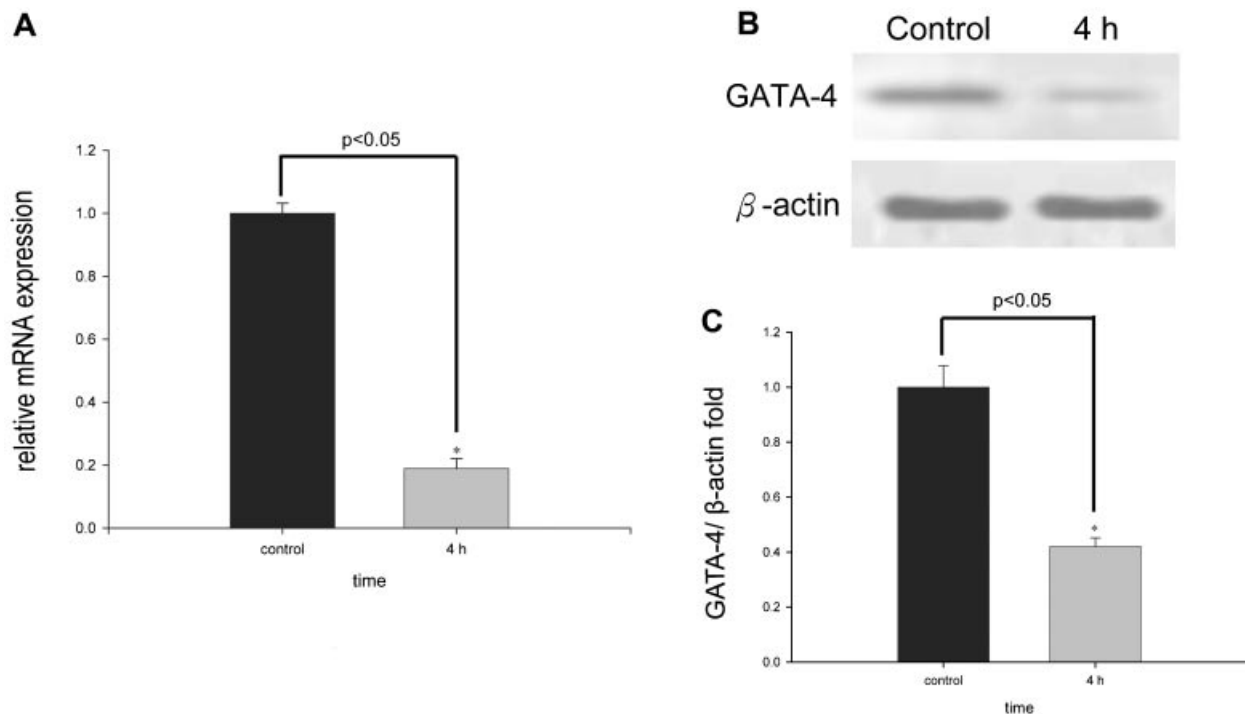 A
p<0.05
relative mRNA expression
1.2
1.0
0.8
0.6
0.4
0.2
0.0
*
control 4 h
time
B
Control 4 h
GATA-4
β-actin
C
p<0.05
GATA-4/ β-actin fold
1.2
1.0
0.8
0.6
0.4
0.2
0.0
*
control 4 h
time